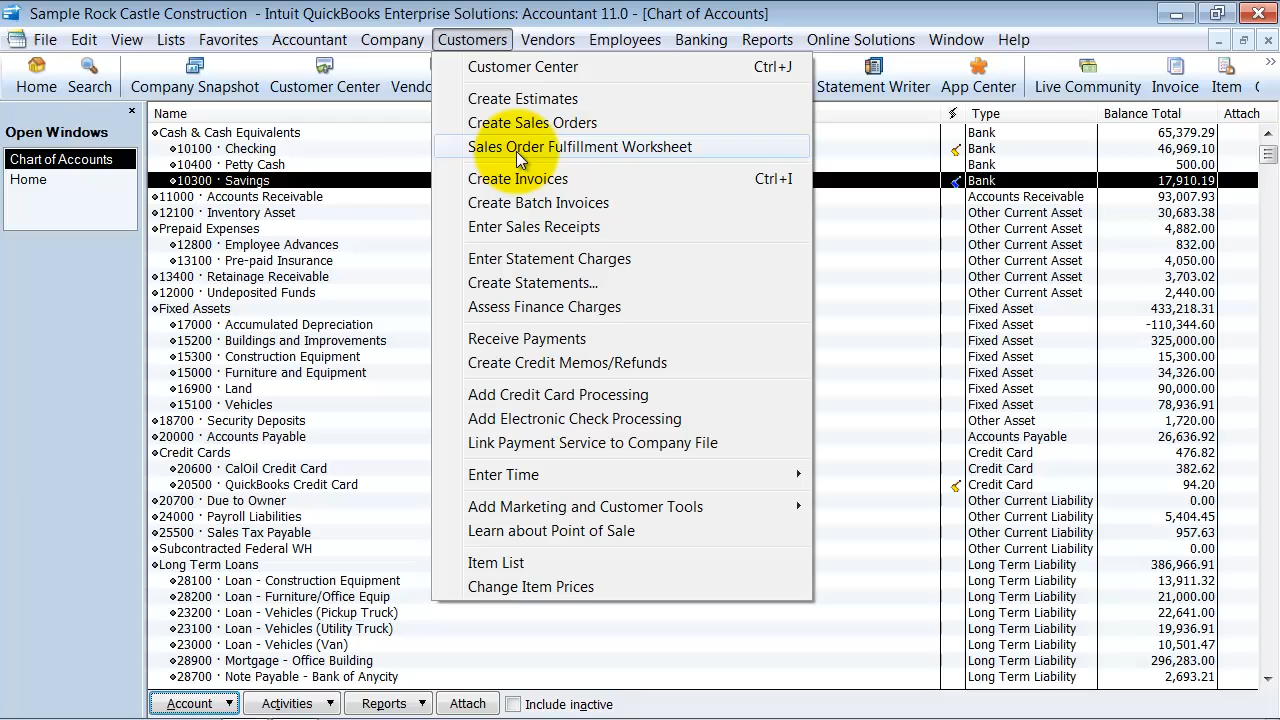 Sample Rock Castle Construction - Intuit QuickBooks Enterprise Solutions: Accountant 11.0 - [Chart of Accounts]
File Edit View Lists Favorites Accountant Company Customers Vendors Employees Banking Reports Online Solutions Window Help
Home Search Company Snapshot Customer Center Statement Writer App Center Live Community Invoice Item
Open Windows
Chart of Accounts
Home
Customer Center Ctrl+J
Create Estimates
Create Sales Orders
Sales Order Fulfillment Worksheet
Create Invoices Ctrl+I
Create Batch Invoices
Enter Sales Receipts
Enter Statement Charges
Create Statements...
Assess Finance Charges
Receive Payments
Create Credit Memos/Refunds
Add Credit Card Processing
Add Electronic Check Processing
Link Payment Service to Company File
Enter Time
Add Marketing and Customer Tools
Learn about Point of Sale
Item List
Change Item Prices
Name Type Balance Total Attach
Cash & Cash Equivalents Bank 65,379.29
10100 · Checking Bank 46,969.10
10400 · Petty Cash Bank 500.00
10300 · Savings Bank 17,910.19
11000 · Accounts Receivable Accounts Receivable 93,007.93
12100 · Inventory Asset Other Current Asset 30,683.38
Prepaid Expenses Other Current Asset 4,882.00
12800 · Employee Advances Other Current Asset 832.00
13100 · Pre-paid Insurance Other Current Asset 4,050.00
13400 · Retainage Receivable Other Current Asset 3,703.02
12000 · Undeposited Funds Other Current Asset 2,440.00
Fixed Assets Fixed Asset 433,218.31
17000 · Accumulated Depreciation Fixed Asset -110,344.60
15200 · Buildings and Improvements Fixed Asset 325,000.00
15300 · Construction Equipment Fixed Asset 15,300.00
15000 · Furniture and Equipment Fixed Asset 34,326.00
16900 · Land Fixed Asset 90,000.00
15100 · Vehicles Fixed Asset 78,936.91
18700 · Security Deposits Other Asset 1,720.00
20000 · Accounts Payable Accounts Payable 26,636.92
Credit Cards Credit Card 476.82
20600 · CalOil Credit Card Credit Card 382.62
20500 · QuickBooks Credit Card Credit Card 94.20
20700 · Due to Owner Other Current Liability 0.00
24000 · Payroll Liabilities Other Current Liability 5,404.45
25500 · Sales Tax Payable Other Current Liability 957.63
Subcontracted Federal WH Other Current Liability 0.00
Long Term Loans Long Term Liability 386,966.91
28100 · Loan - Construction Equipment Long Term Liability 13,911.32
28200 · Loan - Furniture/Office Equip Long Term Liability 21,000.00
23200 · Loan - Vehicles (Pickup Truck) Long Term Liability 22,641.00
23100 · Loan - Vehicles (Utility Truck) Long Term Liability 19,936.91
23000 · Loan - Vehicles (Van) Long Term Liability 10,501.47
28900 · Mortgage - Office Building Long Term Liability 296,283.00
28700 · Note Payable - Bank of Anycity Long Term Liability 2,693.21
Account Activities Reports Attach Include inactive